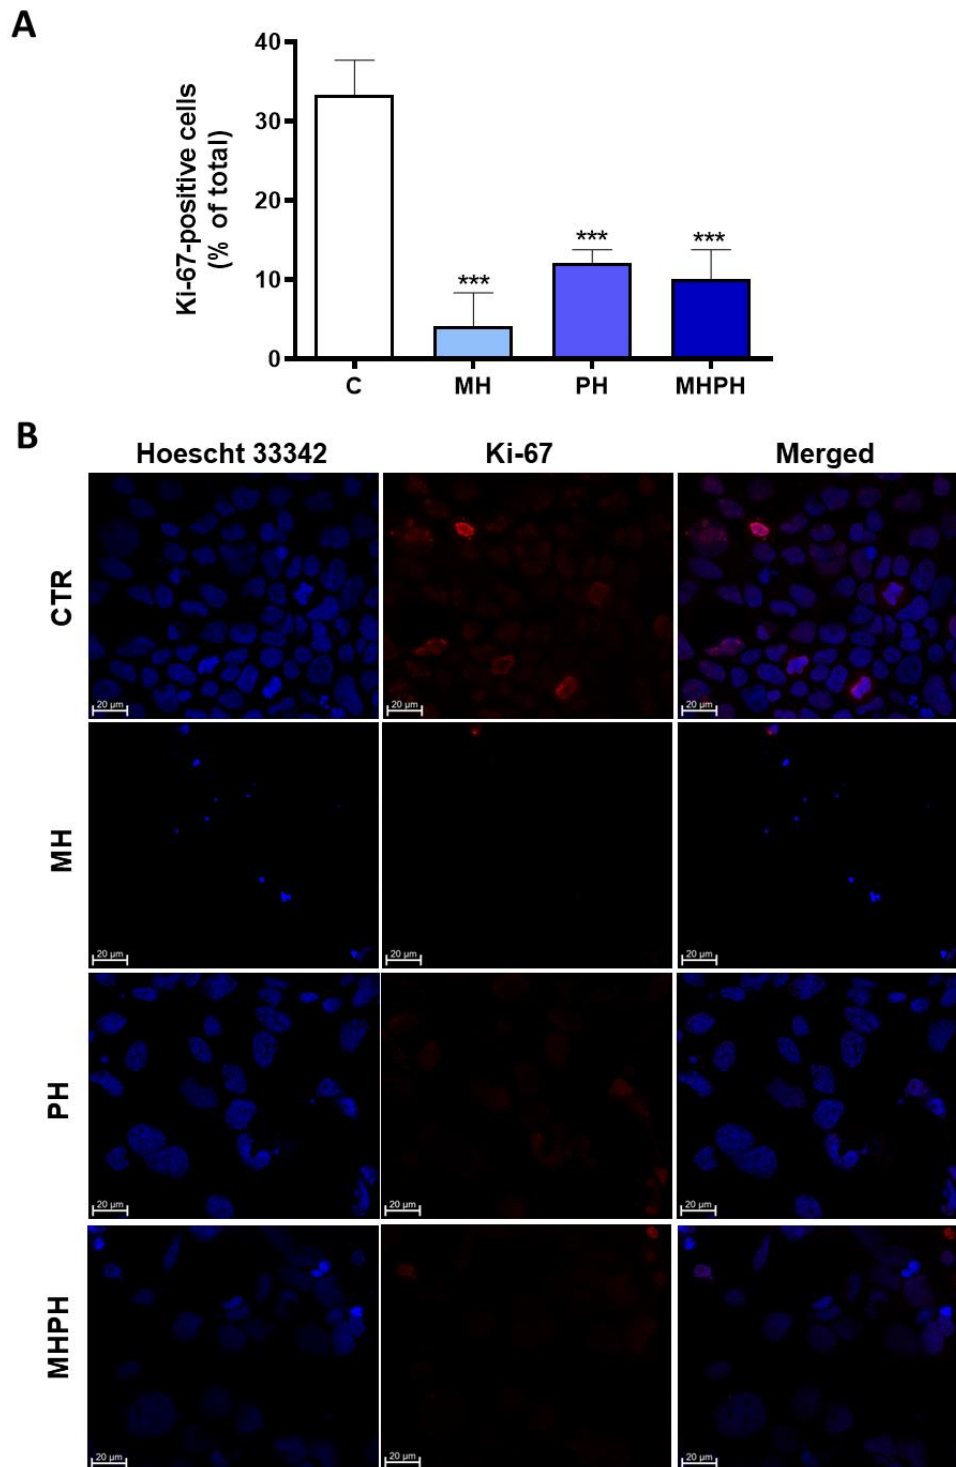 A
Ki-67-positive cells
(% of total)
40
30
20
10
0
***
***
***
C MH PH MHPH
B
Hoescht 33342 Ki-67 Merged
CTR
20 µm 20 µm 20 µm
MH
20 µm 20 µm 20 µm
PH
20 µm 20 µm 20 µm
MHPH
20 µm 20 µm 20 µm